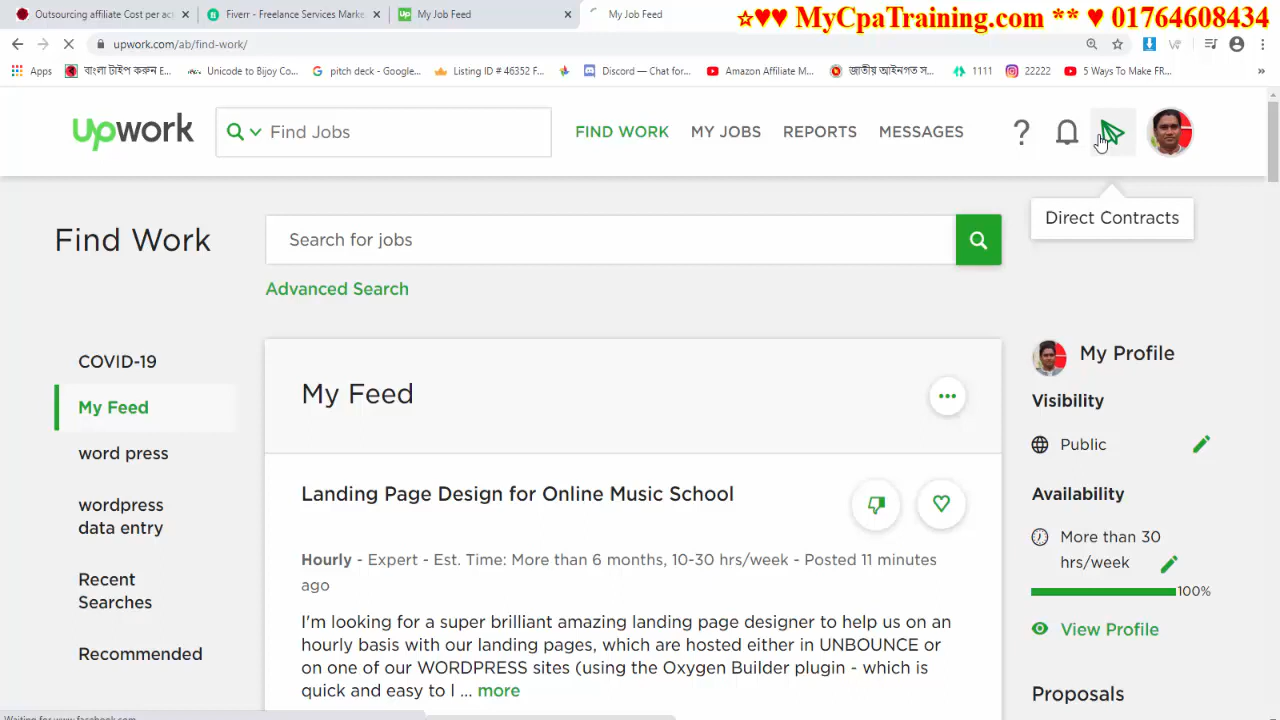 ☆♥♥ MyCpaTraining.com ** ♥ 01764608434
Outsourcing affiliate Cost per act
Fiverr - Freelance Services Marke
My Job Feed
My Job Feed
upwork.com/ab/find-work/
Apps
বাংলা টাইপ করুন E...
Unicode to Bijoy Co...
pitch deck - Google...
Listing ID # 46352 F...
Discord — Chat for...
Amazon Affiliate M...
জাতীয় আইনগত স...
1111
22222
5 Ways To Make FR...
»
upwork
Find Jobs
FIND WORK
MY JOBS
REPORTS
MESSAGES
?
Direct Contracts
Find Work
Search for jobs
Advanced Search
COVID-19
My Feed
word press
wordpress
data entry
Recent
Searches
Recommended
My Feed
Landing Page Design for Online Music School
Hourly - Expert - Est. Time: More than 6 months, 10-30 hrs/week - Posted 11 minutes
ago
I'm looking for a super brilliant amazing landing page designer to help us on an
hourly basis with our landing pages, which are hosted either in UNBOUNCE or
on one of our WORDPRESS sites (using the Oxygen Builder plugin - which is
quick and easy to l ... more
My Profile
Visibility
Public
Availability
More than 30
hrs/week
100%
View Profile
Proposals
Waiting for www.facebook.com